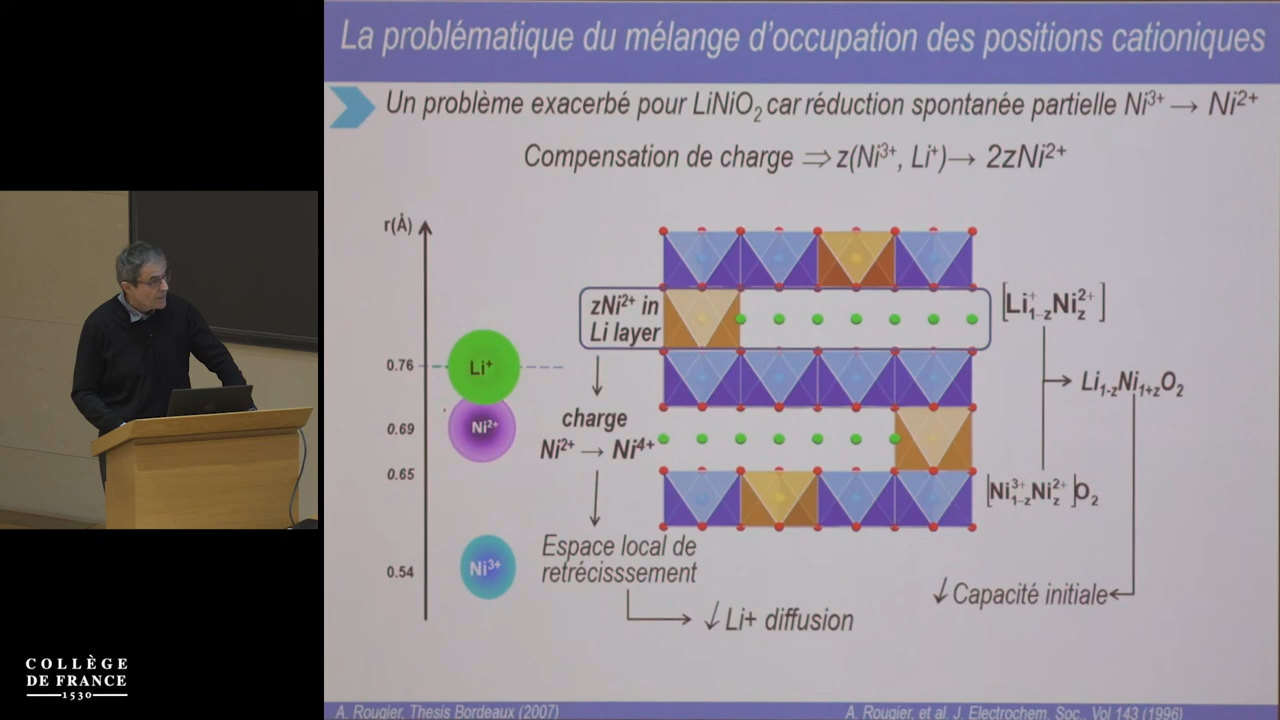 La problématique du mélange d'occupation des positions cationiques
Un problème exacerbé pour LiNiO₂ car réduction spontanée partielle Ni³⁺ → Ni²⁺
Compensation de charge ⇒ z(Ni³⁺, Li⁺) → 2zNi²⁺
r(Å)
0.76
0.69
0.65
0.54
Li⁺
Ni²⁺
Ni³⁺
zNi²⁺ in
Li layer
charge
Ni²⁺ → Ni⁴⁺
Espace local de
retrécisssement
↓ Li+ diffusion
[Li⁺₁₋zNi²⁺z]
Li₁₋zNi₁₊zO₂
[Ni³⁺₁₋zNi²⁺z]O₂
↓ Capacité initiale
A. Rougier, Thesis Bordeaux (2007)
A. Rougier, et al. J. Electrochem. Soc., Vol 143 (1996)
COLLÈGE
DE FRANCE
1530